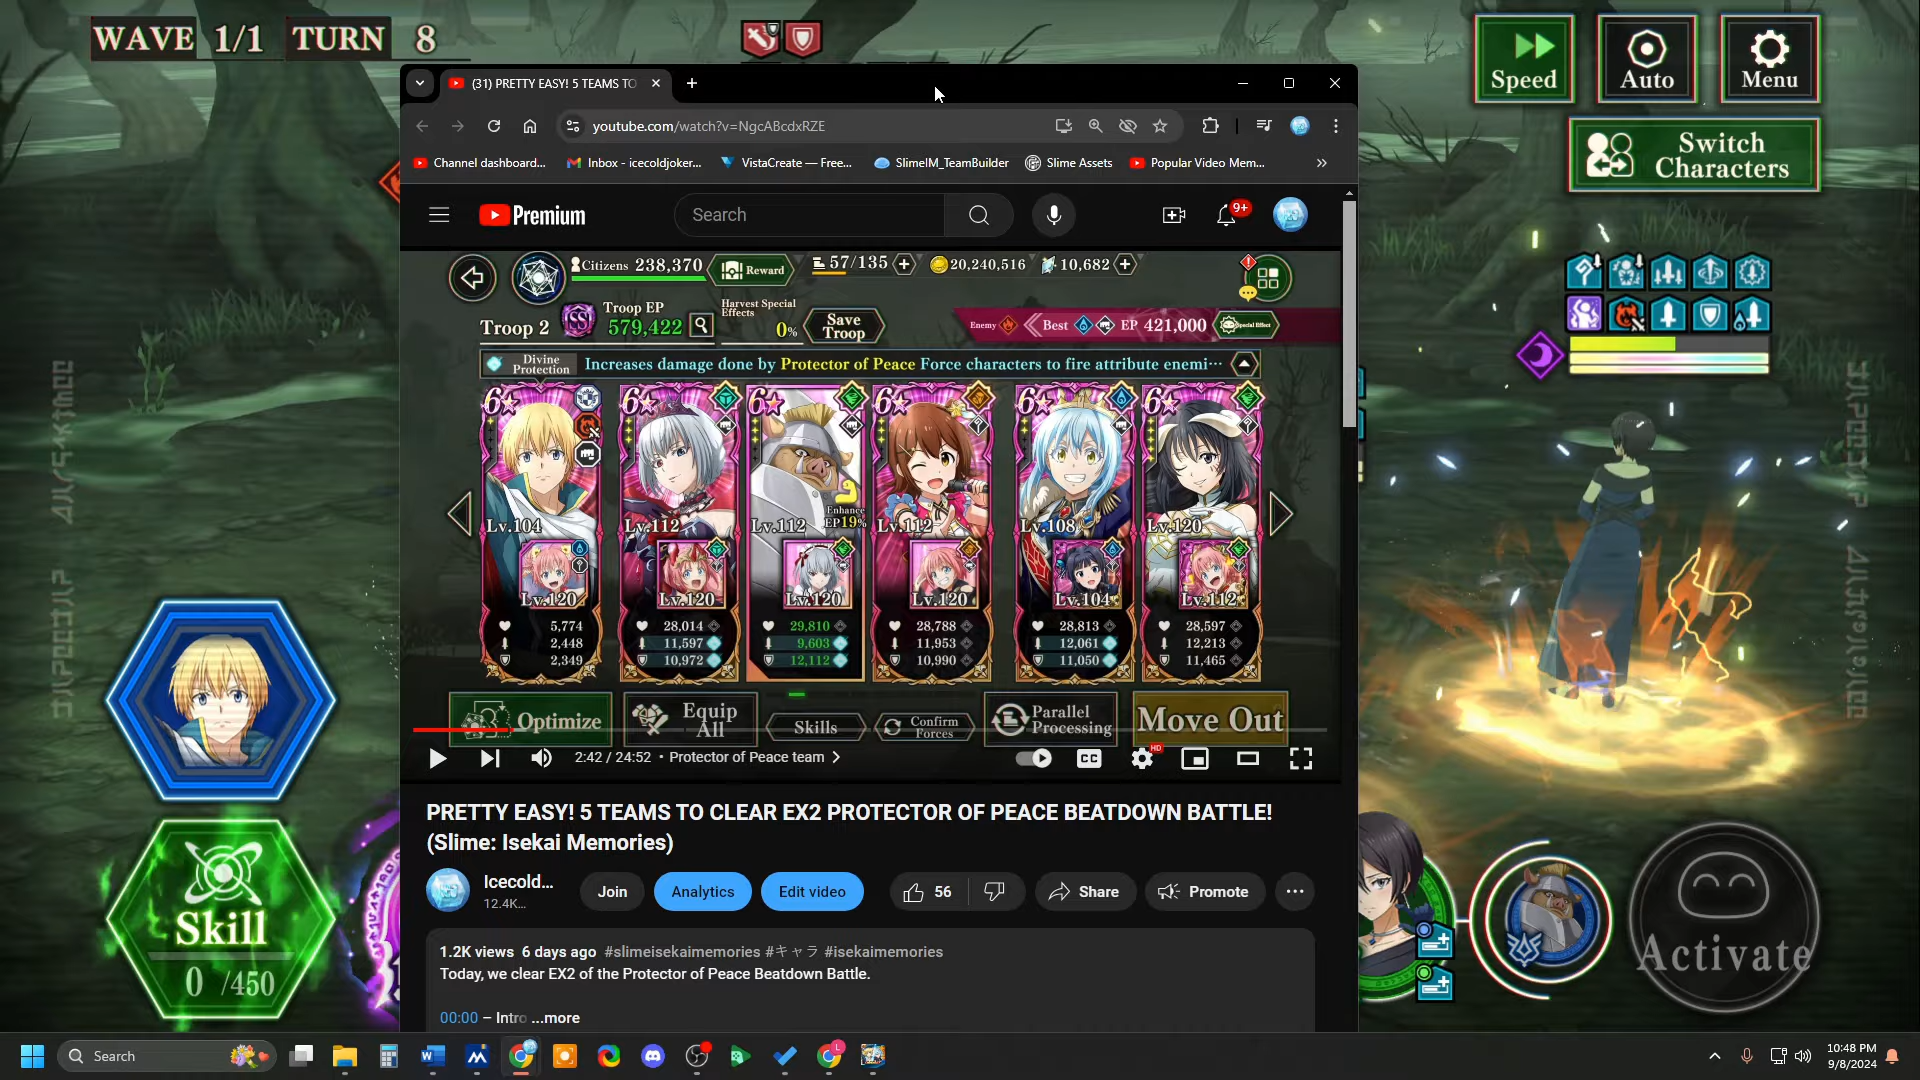 WAVE 1/1 TURN 8
Speed
Auto
Menu
Switch
Characters
(31) PRETTY EASY! 5 TEAMS TO
youtube.com/watch?v=NgcABcdxRZE
Channel dashboard...
Inbox - icecoldjoker...
VistaCreate — Free...
SlimeIM_TeamBuilder
Slime Assets
Popular Video Mem...
Premium
Search
9+
Citizens 238,370
Reward
57/135
20,240,516
10,682
Troop 2
SS
Troop EP
579,422
Harvest Special
Effects
0%
Save
Troop
Enemy
Best
EP 421,000
Special Effect
Divine
Protection
Increases damage done by Protector of Peace Force characters to fire attribute enemi···
6 6 6 6 6 6
Enhance
EP19%
Lv.104 Lv.112 Lv.112 Lv.112 Lv.108 Lv.120
Lv.120 Lv.120 Lv.120 Lv.120 Lv.104 Lv.112
5,774 28,014 29,810 28,788 28,813 28,597
2,448 11,597 9,603 11,953 12,061 12,213
2,349 10,972 12,112 10,990 11,050 11,465
Optimize
Equip
All
Skills
Confirm
Forces
Parallel
Processing
Move Out
2:42 / 24:52 • Protector of Peace team
CC
HD
PRETTY EASY! 5 TEAMS TO CLEAR EX2 PROTECTOR OF PEACE BEATDOWN BATTLE!
(Slime: Isekai Memories)
Icecold...
12.4K...
Join
Analytics
Edit video
56
Share
Promote
1.2K views 6 days ago #slimeisekaimemories #キャラ #isekaimemories
Today, we clear EX2 of the Protector of Peace Beatdown Battle.
00:00 – Intro ...more
Skill
0 /450
Activate
Search
10:48 PM
9/8/2024